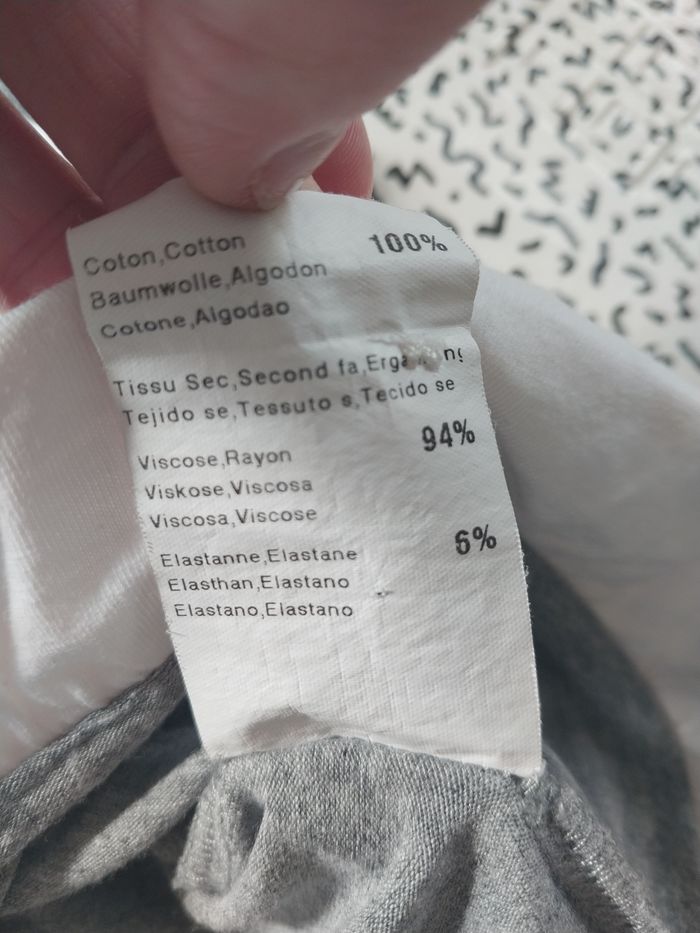 Coton,Cotton 100%
Baumwolle,Algodon
Cotone,Algodao
Tissu Sec,Second fa,
Tejido se,Tessuto s,Tecido se
94%
Viscose,Rayon
Viskose,Viscosa
Viscosa,Viscose
6%
Elastanne,Elastane
Elasthan,Elastano
Elastano,Elastano